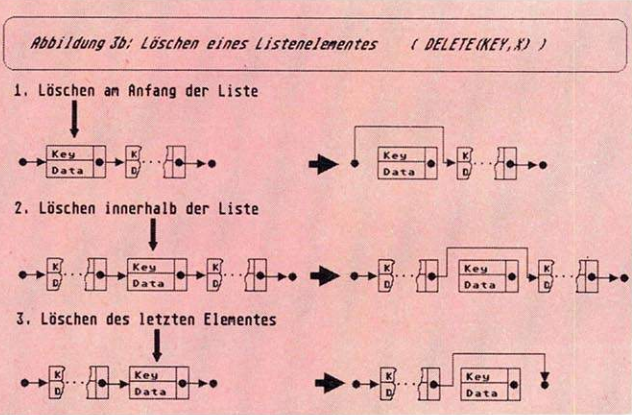 Abbildung 3b: Löschen eines Listenelementes ( DELETE(KEY,X) )
1. Löschen am Anfang der Liste
Key K Key K
Data D Data D
2. Löschen innerhalb der Liste
K Key K K Key K
D Data D D Data D
3. Löschen des letzten Elementes
K Key K Key
D Data D Data